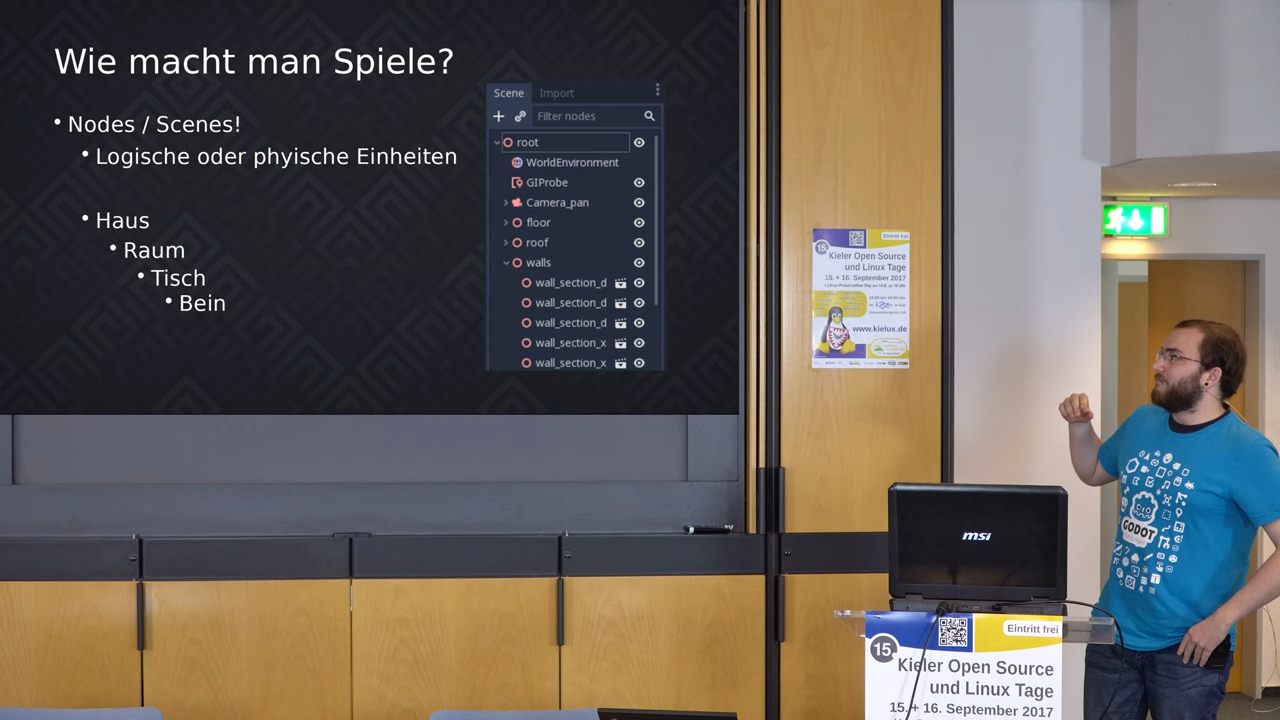 Wie macht man Spiele?
• Nodes / Scenes!
• Logische oder phyische Einheiten
• Haus
• Raum
• Tisch
• Bein
Scene Import
Filter nodes
root
WorldEnvironment
GIProbe
Camera_pan
floor
roof
walls
wall_section_d
wall_section_d
wall_section_d
wall_section_x
wall_section_x
Eintritt frei
15.
Kieler Open Source
und Linux Tage
15.+ 16. September 2017
www.kielux.de
GODOT
msi
Eintritt frei
15.
Kieler Open Source
und Linux Tage
15.+ 16. September 2017